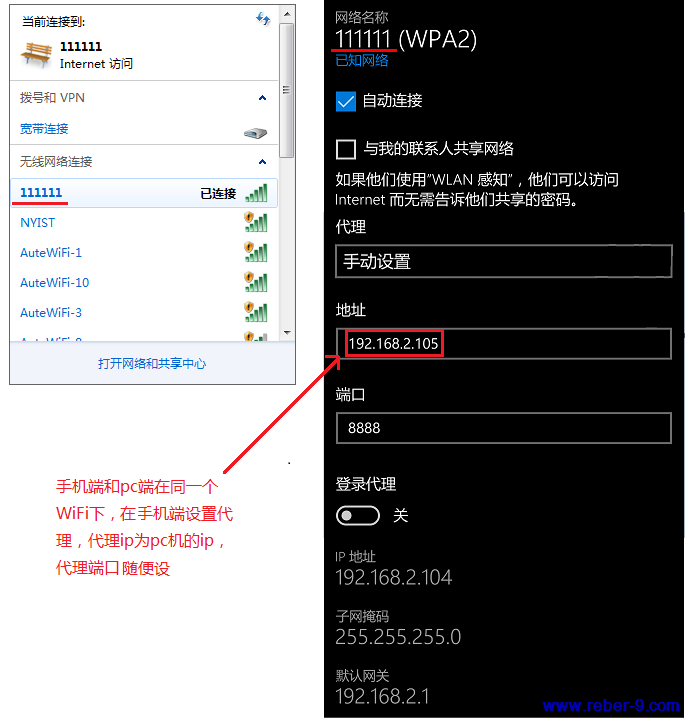 当前连接到:
111111
Internet 访问
拨号和 VPN
宽带连接
无线网络连接
111111 已连接
NYIST
AuteWiFi-1
AuteWiFi-10
AuteWiFi-3
打开网络和共享中心
手机端和pc端在同一个
WiFi下，在手机端设置代
理，代理ip为pc机的ip，
代理端口随便设
网络名称
111111 (WPA2)
已知网络
自动连接
与我的联系人共享网络
如果他们使用"WLAN 感知"，他们可以访问
Internet 而无需告诉他们共享的密码。
代理
手动设置
地址
192.168.2.105
端口
8888
登录代理
关
IP 地址
192.168.2.104
子网掩码
255.255.255.0
默认网关
192.168.2.1
www.reber-9.com